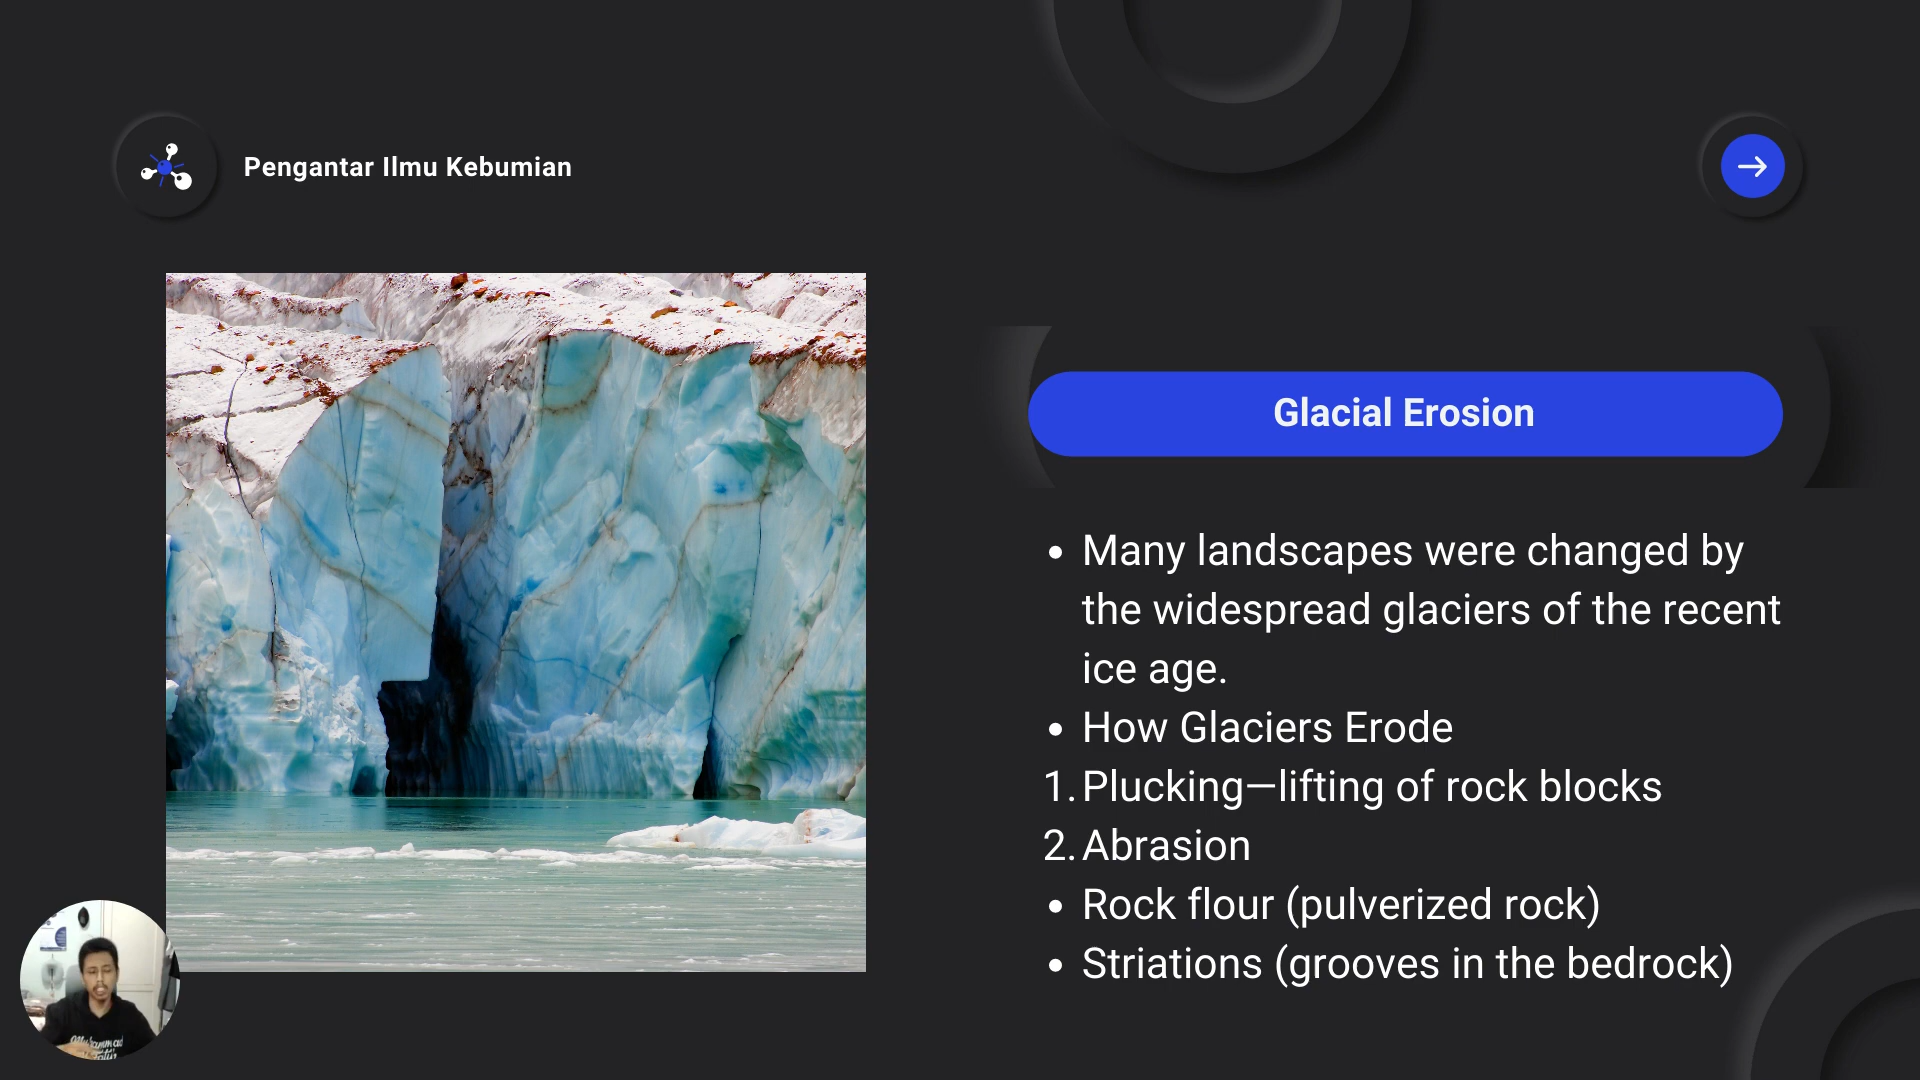 Pengantar Ilmu Kebumian
Glacial Erosion
• Many landscapes were changed by
the widespread glaciers of the recent
ice age.
• How Glaciers Erode
1. Plucking—lifting of rock blocks
2. Abrasion
• Rock flour (pulverized rock)
• Striations (grooves in the bedrock)
Muhammad